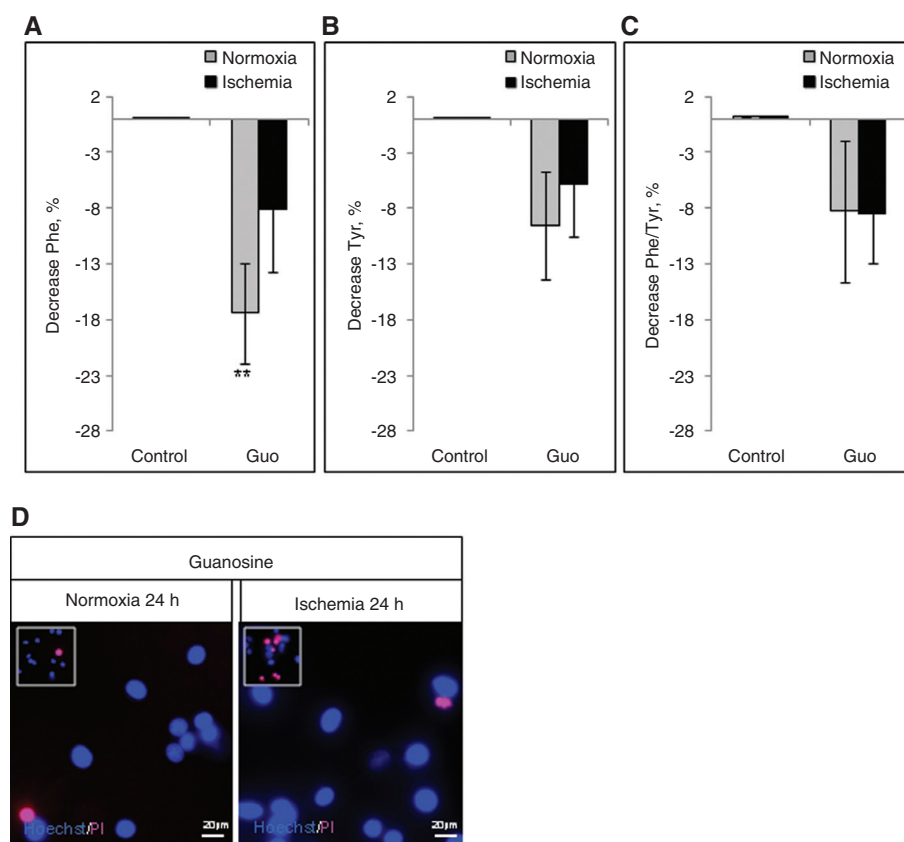 A
Normoxia
Ischemia
2
-3
-8
-13
-18
-23
-28
Decrease Phe, %
**
Control Guo
B
Normoxia
Ischemia
2
-3
-8
-13
-18
-23
-28
Decrease Tyr, %
Control Guo
C
Normoxia
Ischemia
2
-3
-8
-13
-18
-23
-28
Decrease Phe/Tyr, %
Control Guo
D
Guanosine
Normoxia 24 h
Ischemia 24 h
Hoechst/PI
20 µm
Hoechst/PI
20 µm